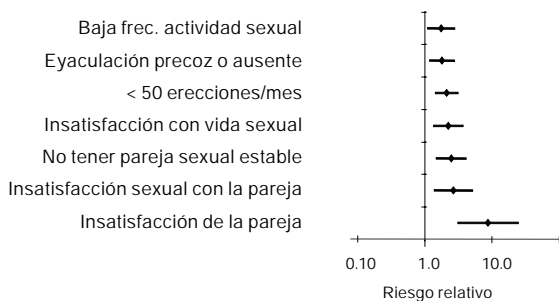 Baja frec. actividad sexual
Eyaculación precoz o ausente
< 50 erecciones/mes
Insatisfacción con vida sexual
No tener pareja sexual estable
Insatisfacción sexual con la pareja
Insatisfacción de la pareja
0.10 1.0 10.0
Riesgo relativo